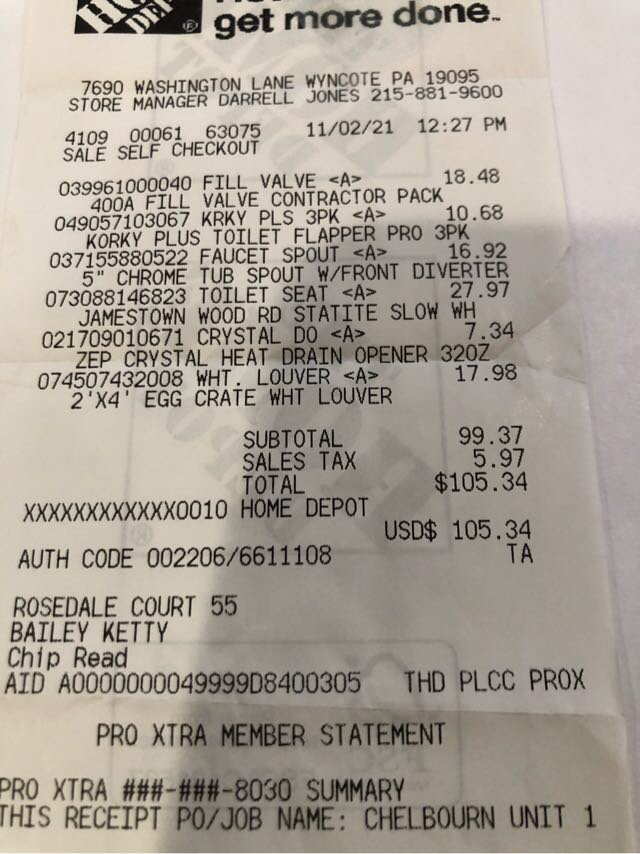 get more done.
7690 WASHINGTON LANE WYNCOTE PA 19095
STORE MANAGER DARRELL JONES 215-881-9600
4109 00061 63075 11/02/21 12:27 PM
SALE SELF CHECKOUT
039961000040 FILL VALVE <A> 18.48
400A FILL VALVE CONTRACTOR PACK
049057103067 KRKY PLS 3PK <A> 10.68
KORKY PLUS TOILET FLAPPER PRO 3PK
037155880522 FAUCET SPOUT <A> 16.92
5" CHROME TUB SPOUT W/FRONT DIVERTER
073088146823 TOILET SEAT <A> 27.97
JAMESTOWN WOOD RD STATITE SLOW WH
021709010671 CRYSTAL DO <A> 7.34
ZEP CRYSTAL HEAT DRAIN OPENER 32OZ
074507432008 WHT. LOUVER <A> 17.98
2'X4' EGG CRATE WHT LOUVER
SUBTOTAL 99.37
SALES TAX 5.97
TOTAL $105.34
XXXXXXXXXXXX0010 HOME DEPOT
USD$ 105.34
AUTH CODE 002206/6611108 TA
ROSEDALE COURT 55
BAILEY KETTY
Chip Read
AID A0000000049999D8400305 THD PLCC PROX
PRO XTRA MEMBER STATEMENT
PRO XTRA ###-###-8030 SUMMARY
THIS RECEIPT PO/JOB NAME: CHELBOURN UNIT 1